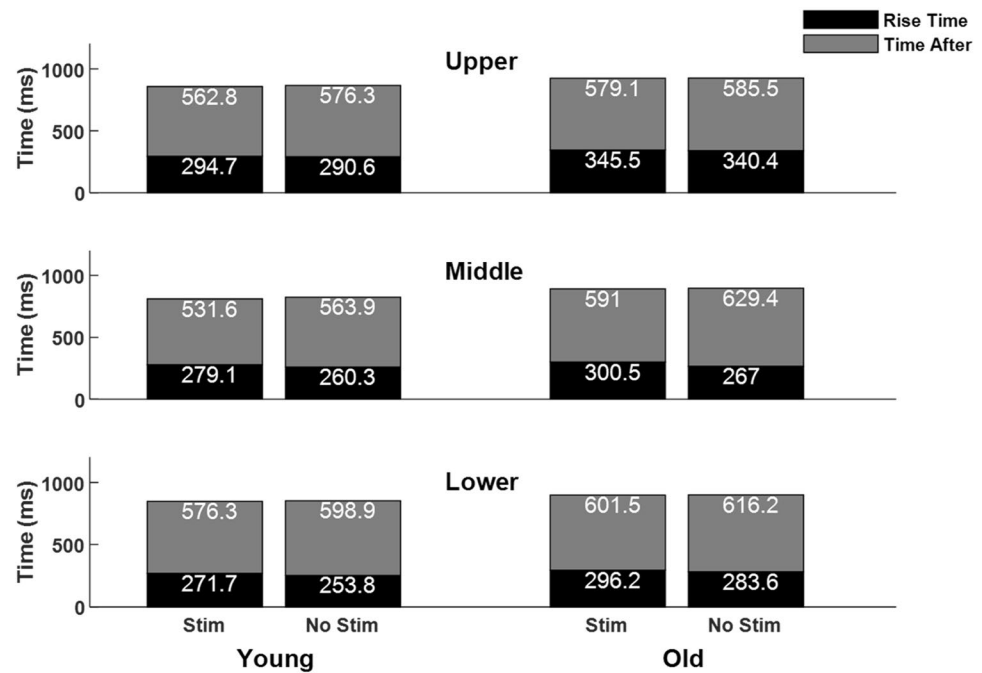 Rise Time
Time After
Upper
Time (ms)
1000
500
0
562.8
576.3
579.1
585.5
294.7
290.6
345.5
340.4
Middle
Time (ms)
1000
500
0
531.6
563.9
591
629.4
279.1
260.3
300.5
267
Lower
Time (ms)
1000
500
0
576.3
598.9
601.5
616.2
271.7
253.8
296.2
283.6
Stim
No Stim
Stim
No Stim
Young
Old